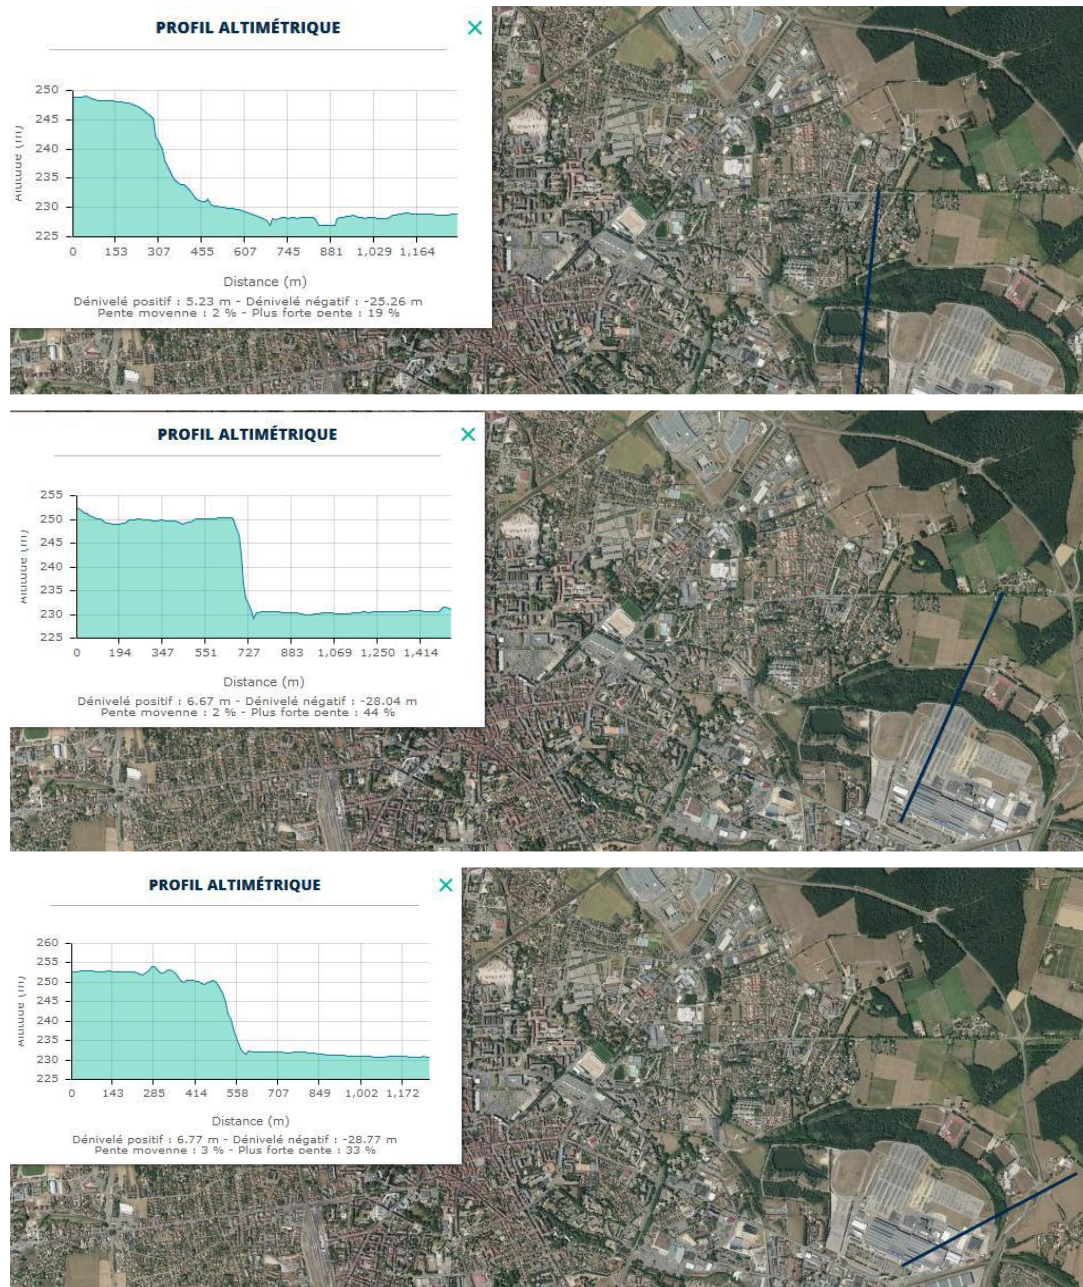 PROFIL ALTIMÉTRIQUE
250
245
240
235
230
225
0 153 307 455 607 745 881 1,029 1,164
Altitude (m)
Distance (m)
Dénivelé positif : 5.23 m - Dénivelé négatif : -25.26 m
Pente moyenne : 2 % - Plus forte pente : 19 %
PROFIL ALTIMÉTRIQUE
255
250
245
240
235
230
225
0 194 347 551 727 883 1,069 1,250 1,414
Altitude (m)
Distance (m)
Dénivelé positif : 6.67 m - Dénivelé négatif : -28.04 m
Pente moyenne : 2 % - Plus forte pente : 44 %
PROFIL ALTIMÉTRIQUE
260
255
250
245
240
235
230
225
0 143 285 414 558 707 849 1,002 1,172
Altitude (m)
Distance (m)
Dénivelé positif : 6.77 m - Dénivelé négatif : -28.77 m
Pente moyenne : 3 % - Plus forte pente : 33 %